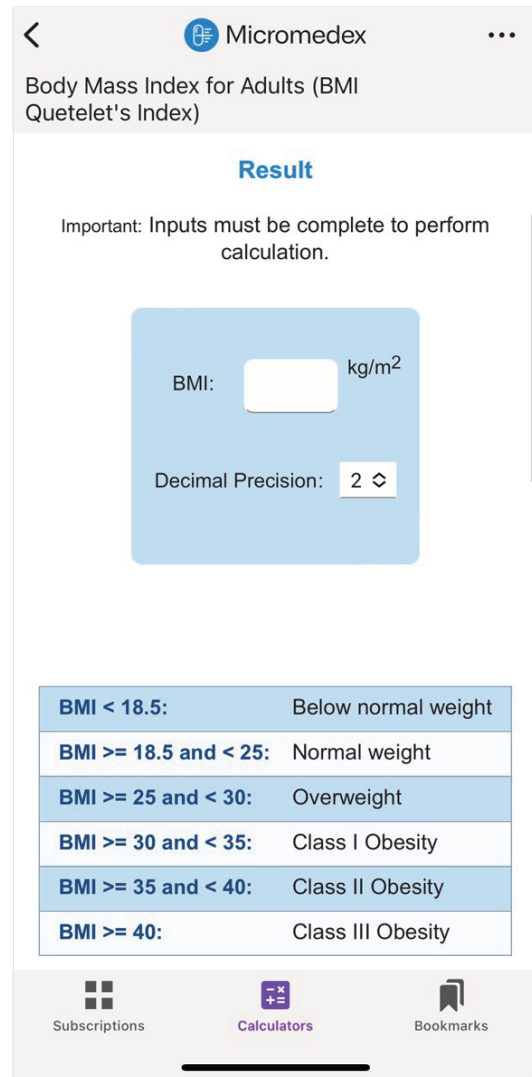 Micromedex
Body Mass Index for Adults (BMI
Quetelet's Index)
Result
Important: Inputs must be complete to perform
calculation.
BMI: kg/m2
Decimal Precision: 2
BMI < 18.5: Below normal weight
BMI >= 18.5 and < 25: Normal weight
BMI >= 25 and < 30: Overweight
BMI >= 30 and < 35: Class I Obesity
BMI >= 35 and < 40: Class II Obesity
BMI >= 40: Class III Obesity
Subscriptions Calculators Bookmarks